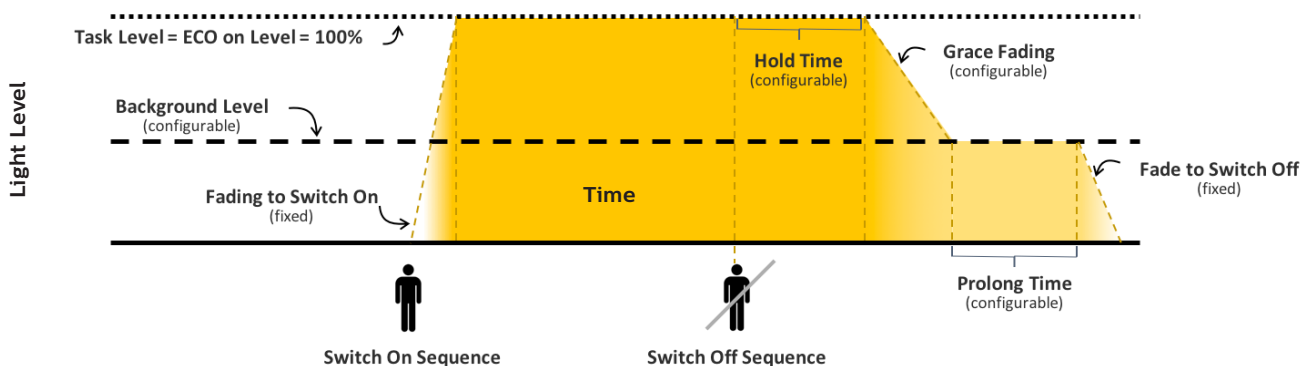 Task Level = ECO on Level = 100%
Hold Time
(configurable)
Grace Fading
(configurable)
Background Level
(configurable)
Light Level
Fading to Switch On
(fixed)
Time
Fade to Switch Off
(fixed)
Prolong Time
(configurable)
Switch On Sequence
Switch Off Sequence